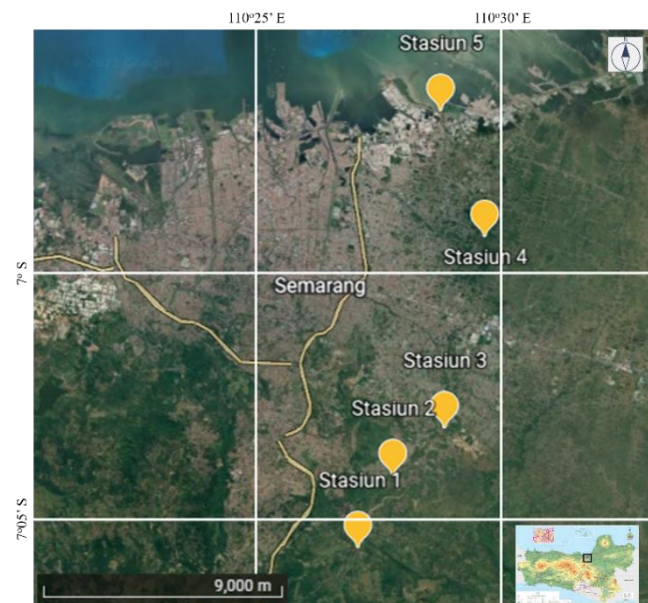 110°25' E
110°30' E
Stasiun 5
Stasiun 4
7° S
Semarang
Stasiun 3
Stasiun 2
Stasiun 1
7°05' S
9,000 m